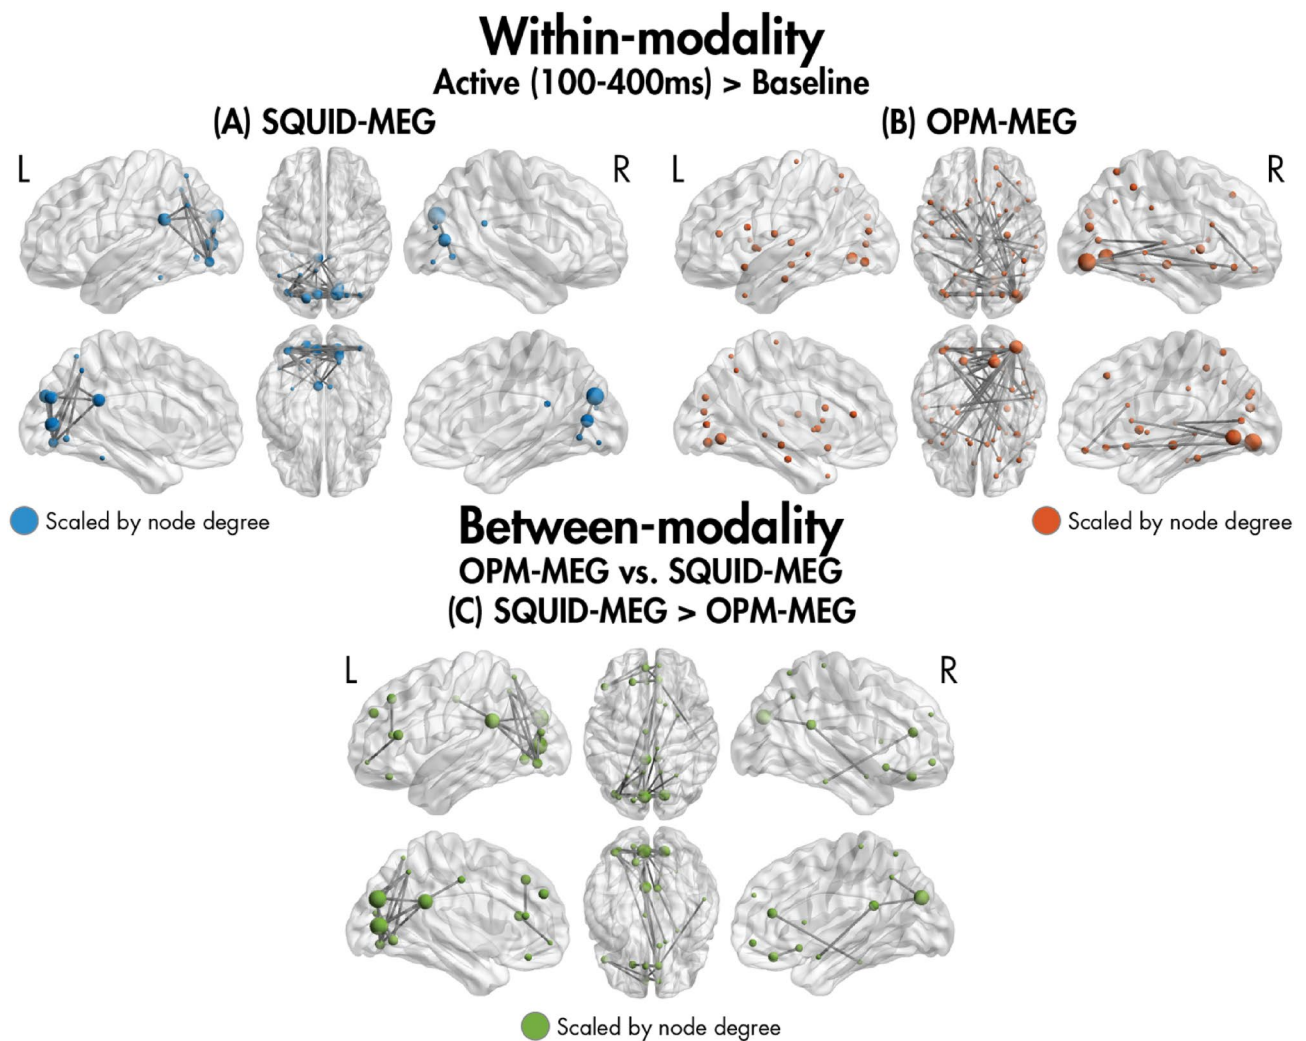 Within-modality
Active (100-400ms) > Baseline
(A) SQUID-MEG
(B) OPM-MEG
L
R
L
R
Scaled by node degree
Scaled by node degree
Between-modality
OPM-MEG vs. SQUID-MEG
(C) SQUID-MEG > OPM-MEG
L
R
Scaled by node degree